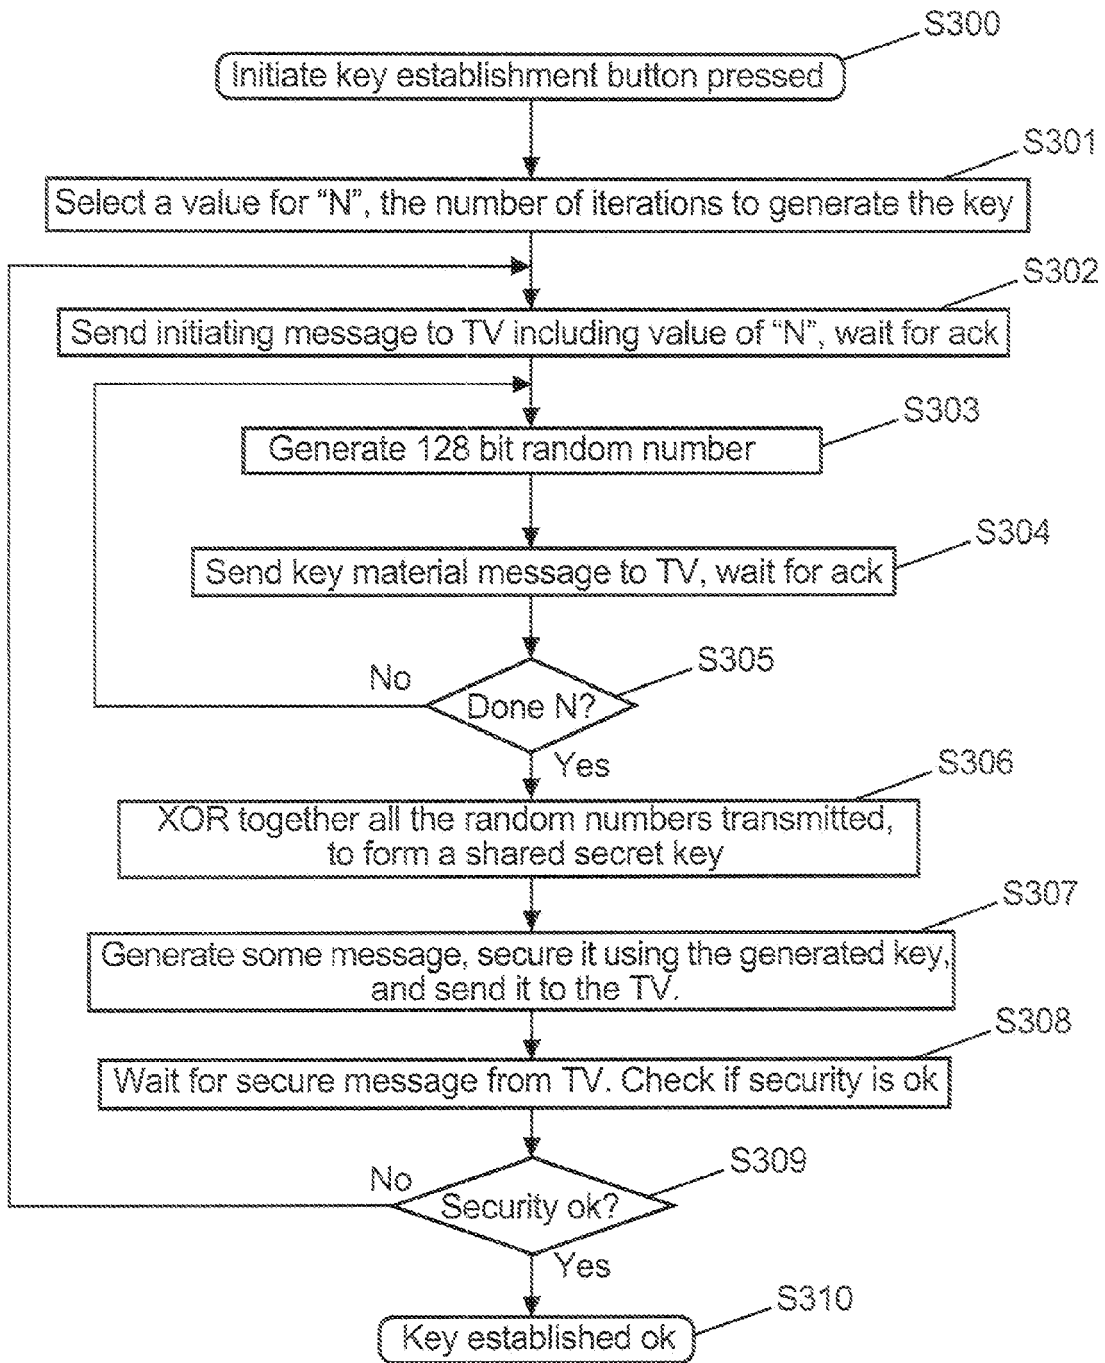 S300
Initiate key establishment button pressed
S301
Select a value for “N”, the number of iterations to generate the key
S302
Send initiating message to TV including value of “N”, wait for ack
S303
Generate 128 bit random number
S304
Send key material message to TV, wait for ack
S305
No
Done N?
Yes
S306
XOR together all the random numbers transmitted,
to form a shared secret key
S307
Generate some message, secure it using the generated key,
and send it to the TV.
S308
Wait for secure message from TV. Check if security is ok
S309
No
Security ok?
Yes
S310
Key established ok